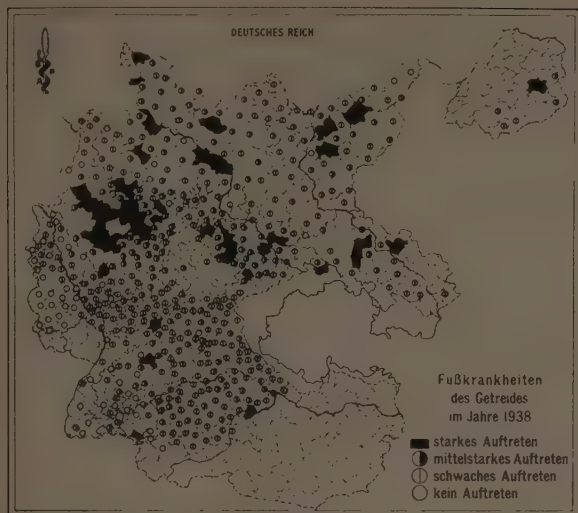 DEUTSCHES REICH
Fußkrankheiten
des Getreides
im Jahre 1938
starkes Auftreten
mittelstarkes Auftreten
schwaches Auftreten
kein Auftreten